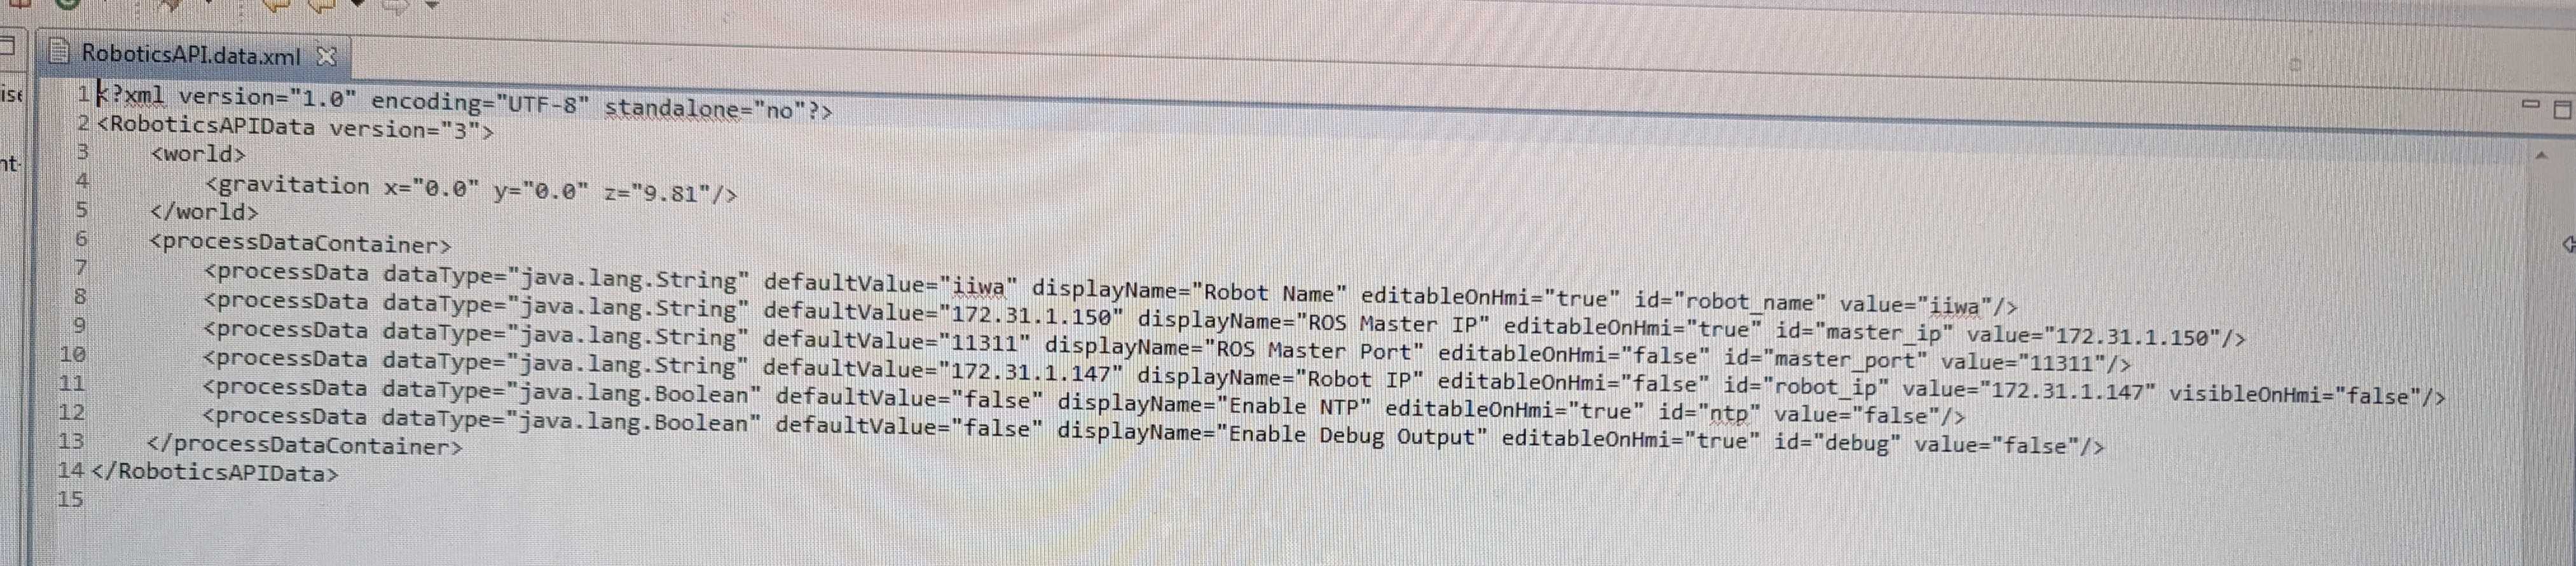 RoboticsAPI.data.xml
ise
nt-
1 <?xml version="1.0" encoding="UTF-8" standalone="no"?>
2 <RoboticsAPIData version="3">
3 <world>
4 <gravitation x="0.0" y="0.0" z="9.81"/>
5 </world>
6 <processDataContainer>
7 <processData dataType="java.lang.String" defaultValue="iiwa" displayName="Robot Name" editableOnHmi="true" id="robot_name" value="iiwa"/>
8 <processData dataType="java.lang.String" defaultValue="172.31.1.150" displayName="ROS Master IP" editableOnHmi="true" id="master_ip" value="172.31.1.150"/>
9 <processData dataType="java.lang.String" defaultValue="11311" displayName="ROS Master Port" editableOnHmi="false" id="master_port" value="11311"/>
10 <processData dataType="java.lang.String" defaultValue="172.31.1.147" displayName="Robot IP" editableOnHmi="false" id="robot_ip" value="172.31.1.147" visibleOnHmi="false"/>
11 <processData dataType="java.lang.Boolean" defaultValue="false" displayName="Enable NTP" editableOnHmi="true" id="ntp" value="false"/>
12 <processData dataType="java.lang.Boolean" defaultValue="false" displayName="Enable Debug Output" editableOnHmi="true" id="debug" value="false"/>
13 </processDataContainer>
14 </RoboticsAPIData>
15